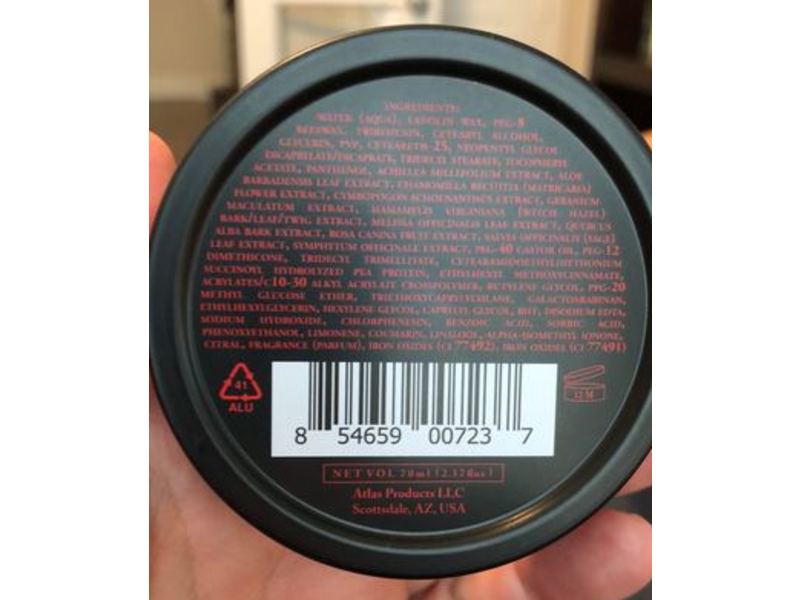 INGREDIENTS:
WATER (AQUA), LANOLIN WAX, PEG-8
BEESWAX, TRIBEHENIN, CETEARYL ALCOHOL,
GLYCERIN, PVP, CETEARETH 25, NEOPENTYL GLYCOL
DICAPRYLATE/DICAPRATE, TRIDECYL STEARATE, TOCOPHERYL
ACETATE, PANTHENOL, ACHILLEA MILLEFOLIUM EXTRACT, ALOE
BARBADENSIS LEAF EXTRACT, CHAMOMILLA RECUTITA (MATRICARIA)
FLOWER EXTRACT, CYMBOPOGON SCHOENANTHUS EXTRACT, GERANIUM
MACULATUM EXTRACT, HAMAMELIS VIRGINIANA (WITCH HAZEL)
BARK/LEAF/TWIG EXTRACT, MELISSA OFFICINALIS LEAF EXTRACT, QUERCUS
ALBA BARK EXTRACT, ROSA CANINA FRUIT EXTRACT, SALVIA OFFICINALIS (SAGE)
LEAF EXTRACT, SYMPHYTUM OFFICINALE EXTRACT, PEG-40 CASTOR OIL, PEG-12
DIMETHICONE, TRIDECYL TRIMELLITATE, CETEARAMIDOETHYLDIETHONIUM
SUCCINOYL HYDROLYZED PEA PROTEIN, ETHYLHEXYL METHOXYCINNAMATE,
ACRYLATES/C10-30 ALKYL ACRYLATE CROSSPOLYMER, BUTYLENE GLYCOL, PPG-20
METHYL GLUCOSE ETHER, TRIETHOXYCAPRYLYLSILANE, GALACTOARABINAN,
ETHYLHEXYLGLYCERIN, HEXYLENE GLYCOL, CAPRYLYL GLYCOL, BHT, DISODIUM EDTA,
SODIUM HYDROXIDE, CHLORPHENESIN, BENZOIC ACID, SORBIC ACID,
PHENOXYETHANOL, LIMONENE, COUMARIN, LINALOOL, ALPHA-ISOMETHYL IONONE,
CITRAL, FRAGRANCE (PARFUM), IRON OXIDES (CI 77492), IRON OXIDES (CI 77491)
41
ALU
12 M
8 54659 00723 7
NET VOL 70ml (2.37floz)
Atlas Products LLC
Scottsdale, AZ, USA